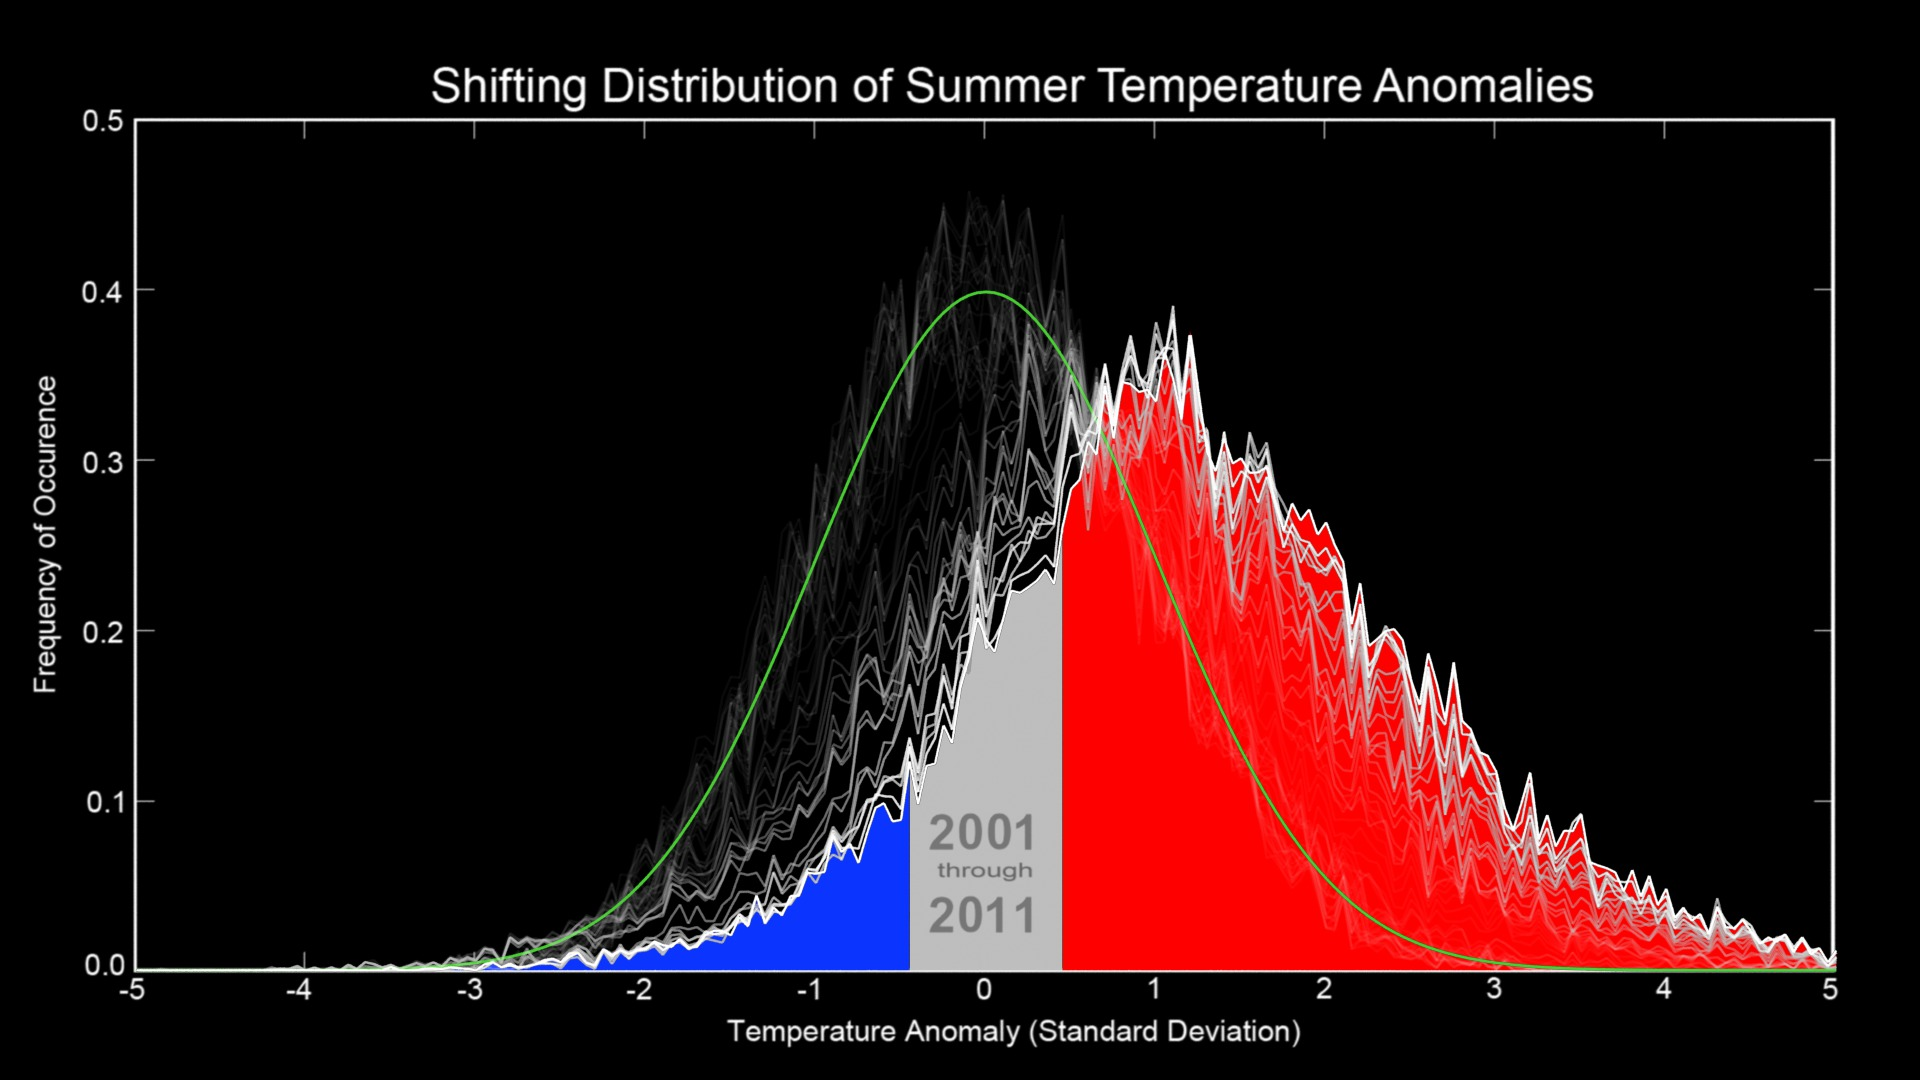 Shifting Distribution of Summer Temperature Anomalies
0.5
0.4
0.3
0.2
0.1
0.0
Frequency of Occurence
2001
through
2011
-5 -4 -3 -2 -1 0 1 2 3 4 5
Temperature Anomaly (Standard Deviation)